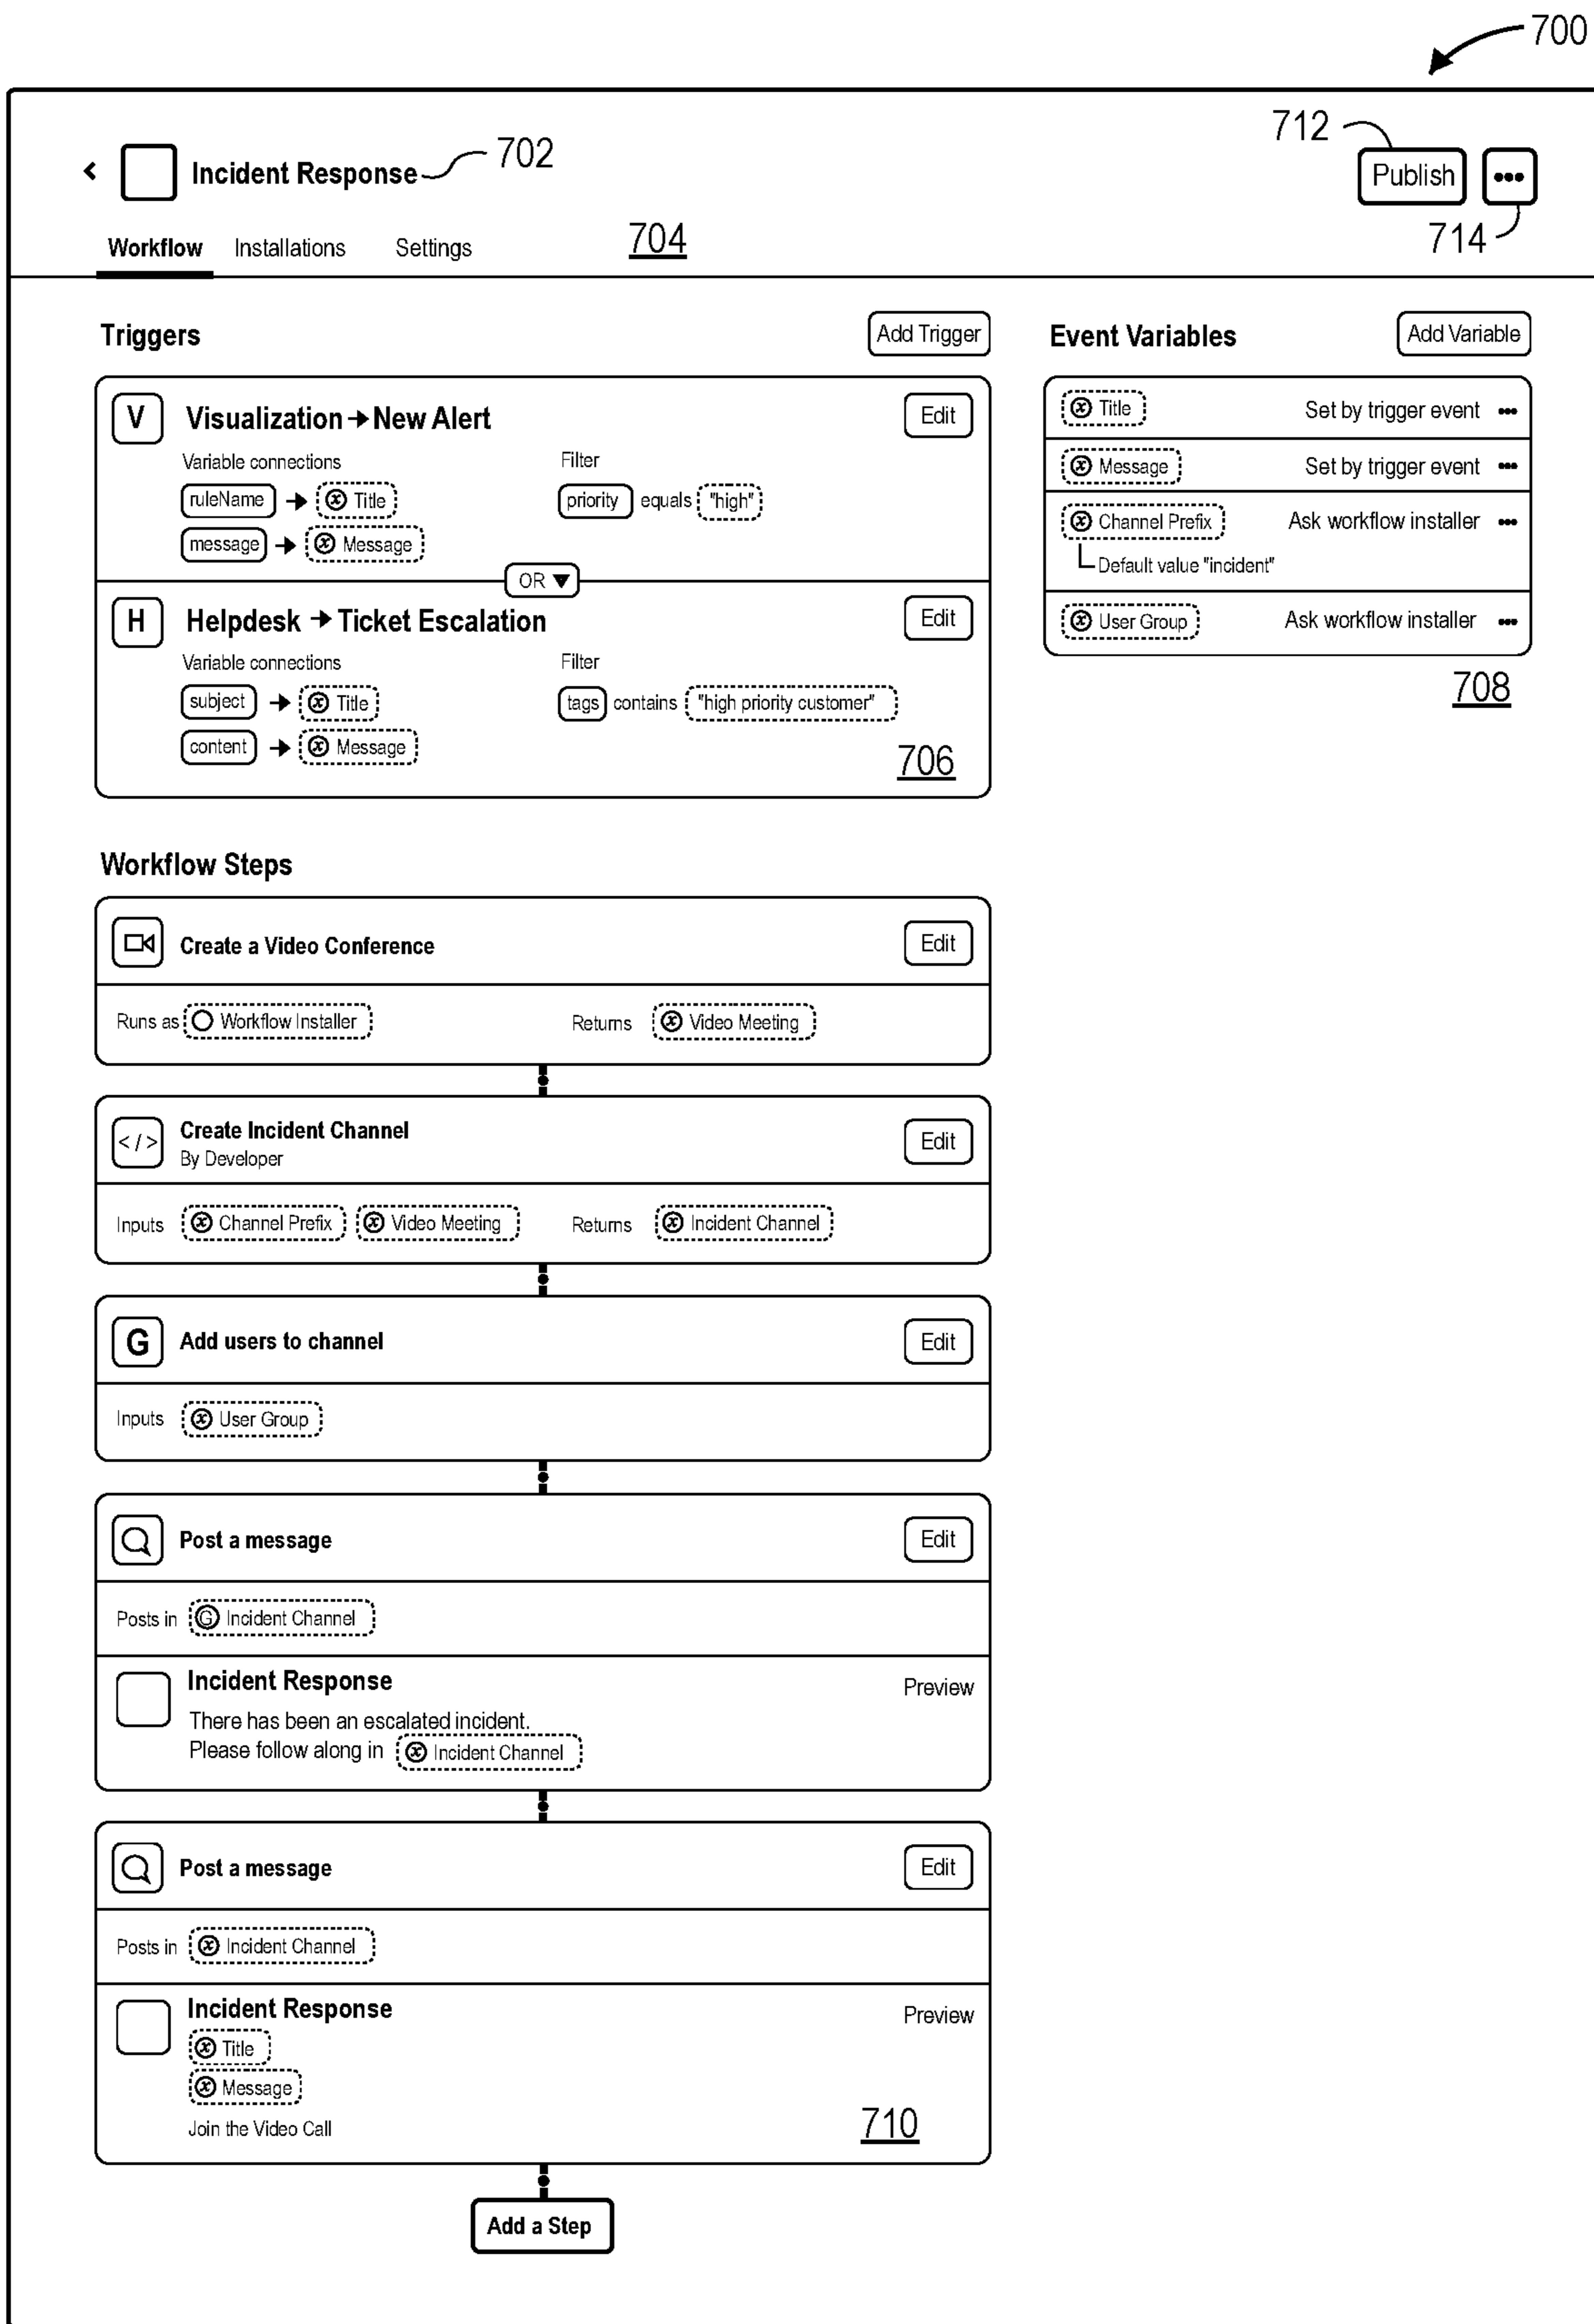 700
712
702
Incident Response
Publish
•••
Workflow Installations Settings
704
714
Triggers
Add Trigger
Event Variables
Add Variable
V Visualization → New Alert
Edit
Variable connections
Filter
ruleName → x Title
priority equals "high"
message → x Message
OR ▼
H Helpdesk → Ticket Escalation
Edit
Variable connections
Filter
subject → x Title
tags contains "high priority customer"
content → x Message
706
x Title Set by trigger event •••
x Message Set by trigger event •••
x Channel Prefix Ask workflow installer •••
Default value "incident"
x User Group Ask workflow installer •••
708
Workflow Steps
Create a Video Conference
Edit
Runs as Workflow Installer
Returns x Video Meeting
</> Create Incident Channel
By Developer
Edit
Inputs x Channel Prefix x Video Meeting
Returns x Incident Channel
G Add users to channel
Edit
Inputs x User Group
Post a message
Edit
Posts in G Incident Channel
Incident Response
Preview
There has been an escalated incident.
Please follow along in x Incident Channel
Post a message
Edit
Posts in x Incident Channel
Incident Response
Preview
x Title
x Message
Join the Video Call
710
Add a Step